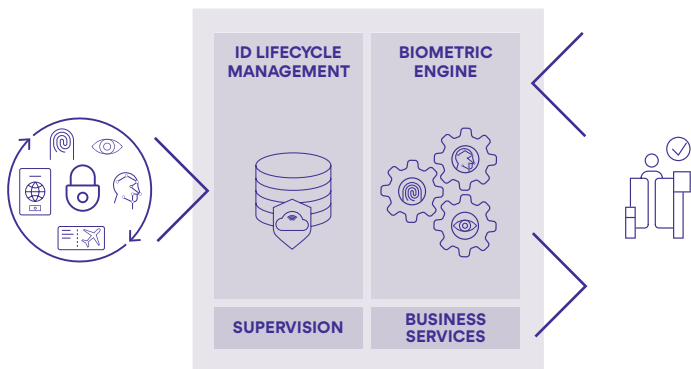 ID LIFECYCLE
MANAGEMENT
BIOMETRIC
ENGINE
SUPERVISION
BUSINESS
SERVICES